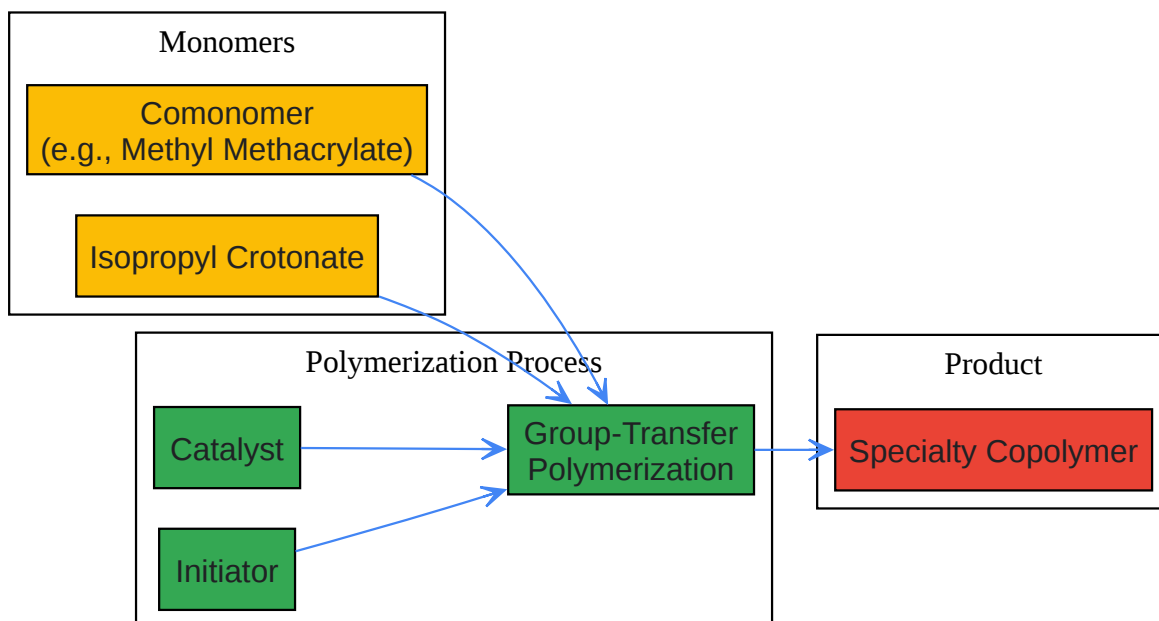 Monomers
Comonomer
(e.g., Methyl Methacrylate)
Isopropyl Crotonate
Polymerization Process
Catalyst
Initiator
Group-Transfer
Polymerization
Product
Specialty Copolymer